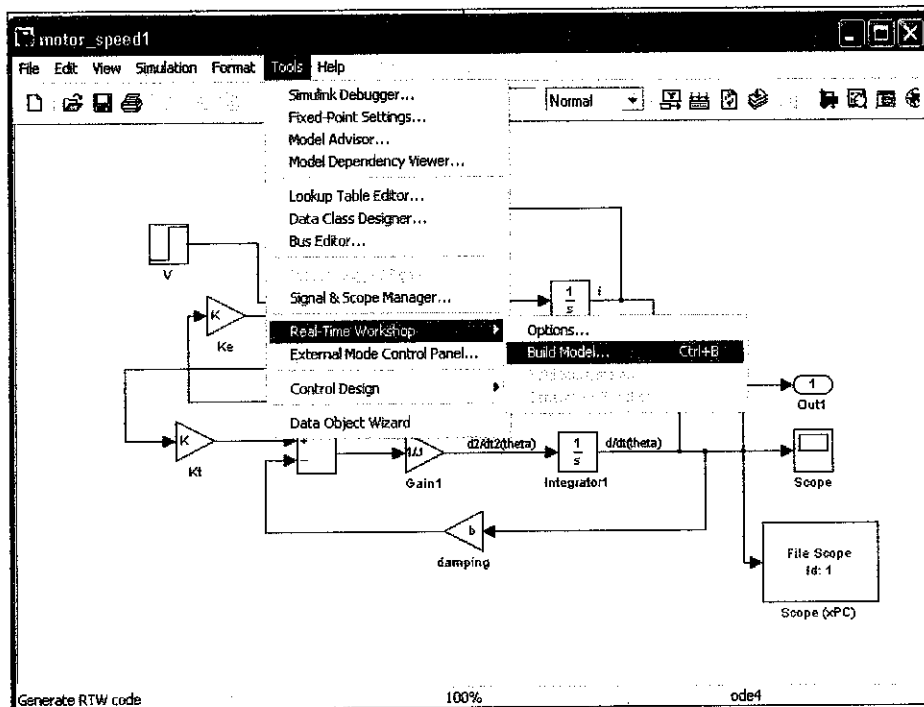 motor_speed1
File Edit View Simulation Format Tools Help
Normal
Simulink Debugger...
Fixed-Point Settings...
Model Advisor...
Model Dependency Viewer...
Lookup Table Editor...
Data Class Designer...
Bus Editor...
Signal & Scope Manager...
Real-Time Workshop
External Mode Control Panel...
Control Design
Data Object Wizard
Options...
Build Model... Ctrl+B
V
K
Ke
1
s
i
1
Out1
K
Kt
+
−
1/J
Gain1
d2/dt2(theta)
1
s
Integrator1
d/dt(theta)
Scope
b
damping
File Scope
Id: 1
Scope (xPC)
Generate RTW code 100% ode4